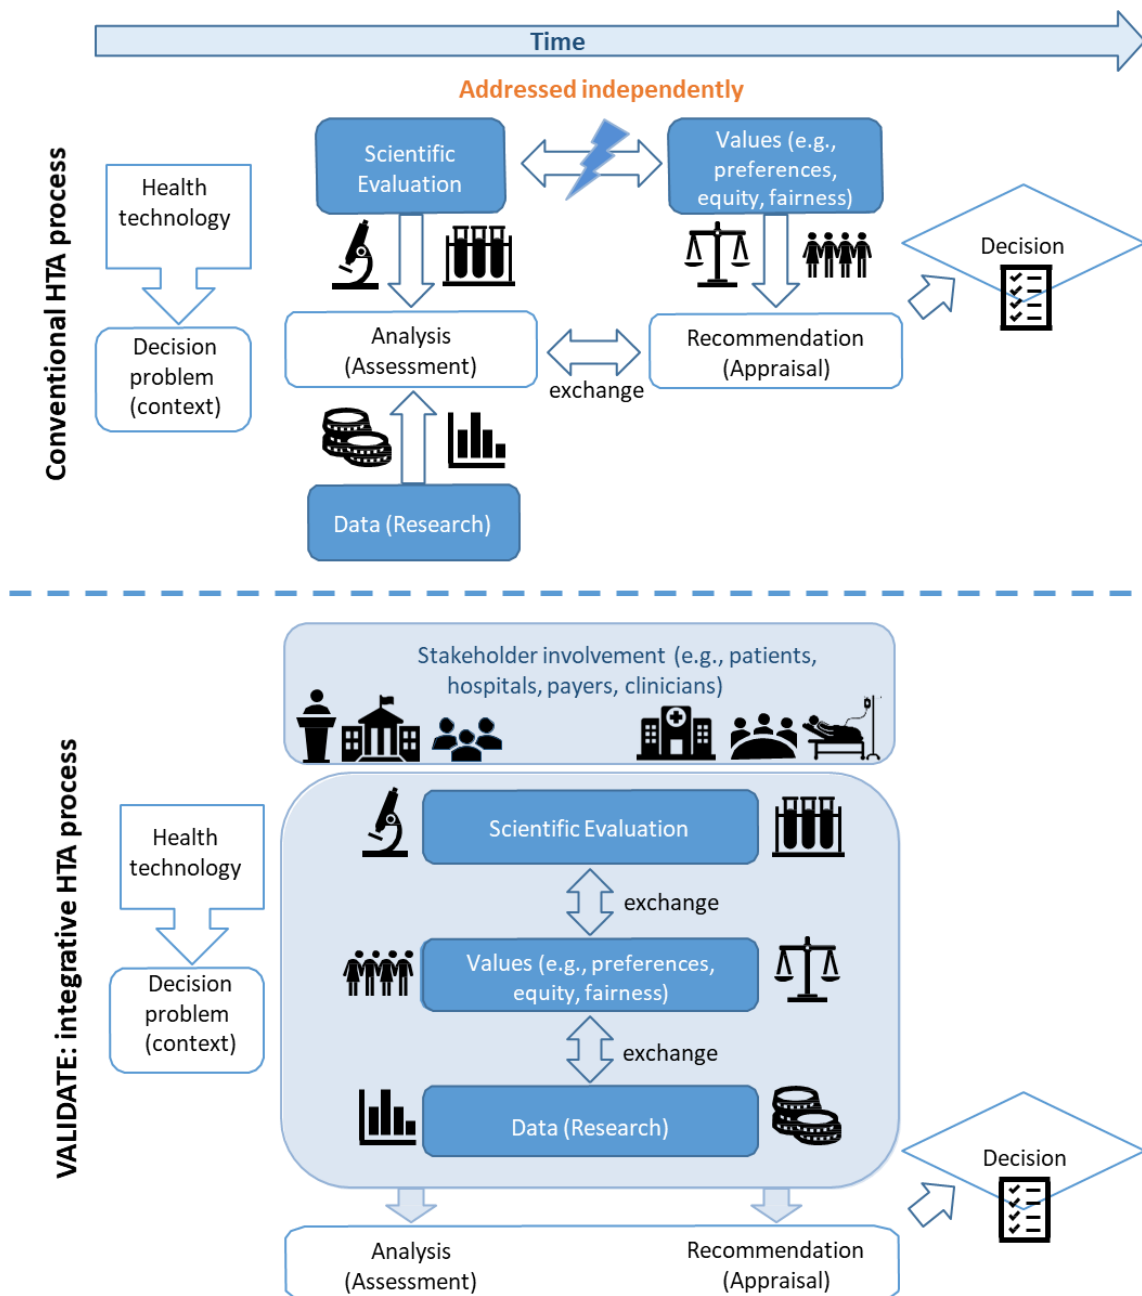 Time
Addressed independently
Conventional HTA process
Health
technology
Decision
problem
(context)
Scientific
Evaluation
Values (e.g.,
preferences,
equity, fairness)
Analysis
(Assessment)
exchange
Recommendation
(Appraisal)
Decision
Data (Research)
VALIDATE: integrative HTA process
Stakeholder involvement (e.g., patients,
hospitals, payers, clinicians)
Health
technology
Decision
problem
(context)
Scientific Evaluation
exchange
Values (e.g., preferences,
equity, fairness)
exchange
Data (Research)
Analysis
(Assessment)
Recommendation
(Appraisal)
Decision